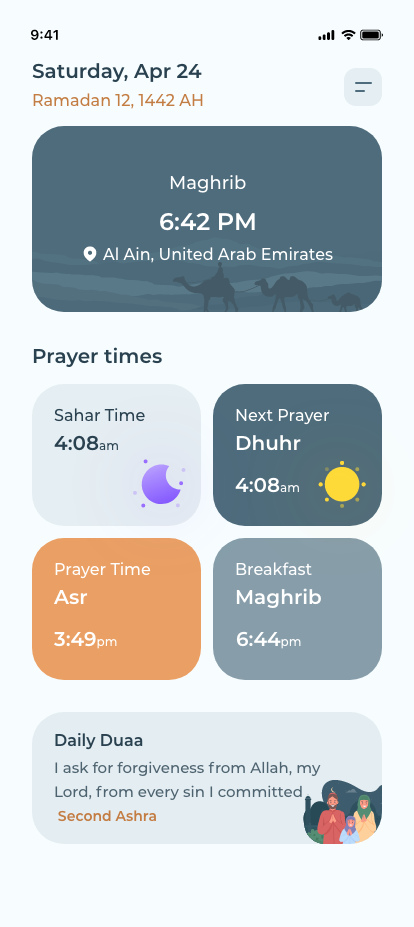 9:41
Saturday, Apr 24
Ramadan 12, 1442 AH
Maghrib
6:42 PM
Al Ain, United Arab Emirates
Prayer times
Sahar Time
4:08am
Next Prayer
Dhuhr
4:08am
Prayer Time
Asr
3:49pm
Breakfast
Maghrib
6:44pm
Daily Duaa
I ask for forgiveness from Allah, my
Lord, from every sin I committed
Second Ashra